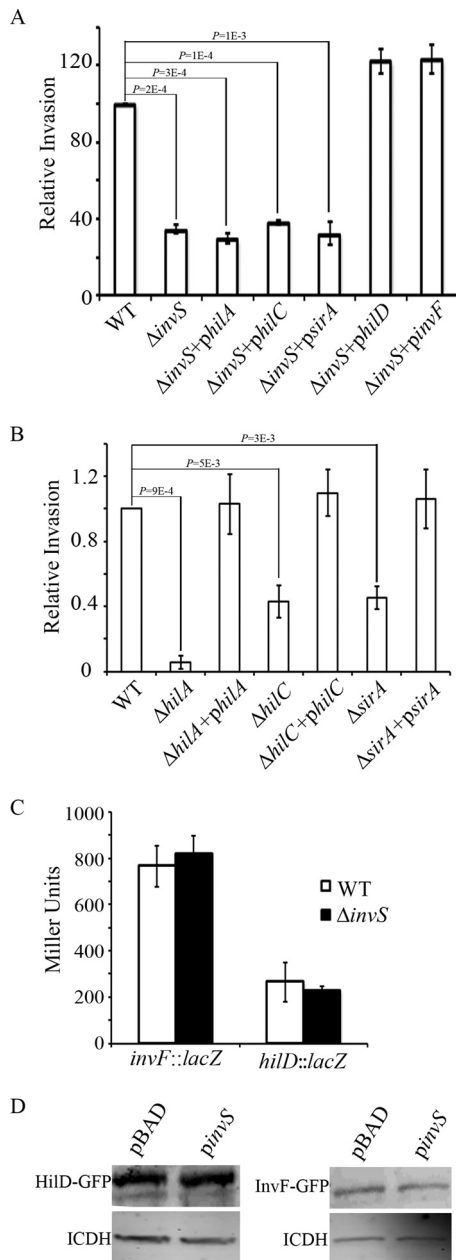 A
P=1E-3
P=1E-4
P=3E-4
P=2E-4
Relative Invasion
120
80
40
0
WT
ΔinvS
ΔinvS+philA
ΔinvS+philC
ΔinvS+psirA
ΔinvS+philD
ΔinvS+pinvF
B
P=3E-3
P=5E-3
P=9E-4
Relative Invasion
1.2
0.8
0.4
0
WT
ΔhilA
ΔhilA+philA
ΔhilC
ΔhilC+philC
ΔsirA
ΔsirA+psirA
C
Miller Units
1000
800
600
400
200
0
WT
ΔinvS
invF::lacZ
hilD::lacZ
D
pBAD
pinvS
pBAD
pinvS
HilD-GFP
InvF-GFP
ICDH
ICDH